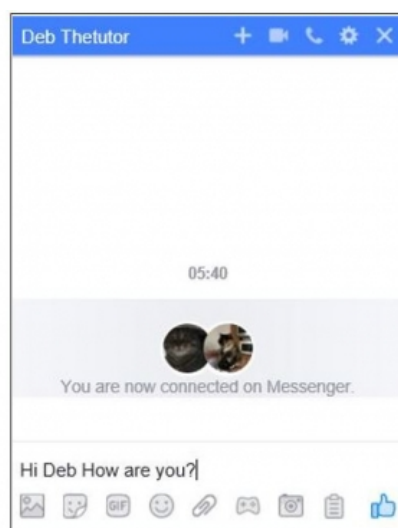 Deb Thetutor
05:40
You are now connected on Messenger.
Hi Deb How are you?
GIF